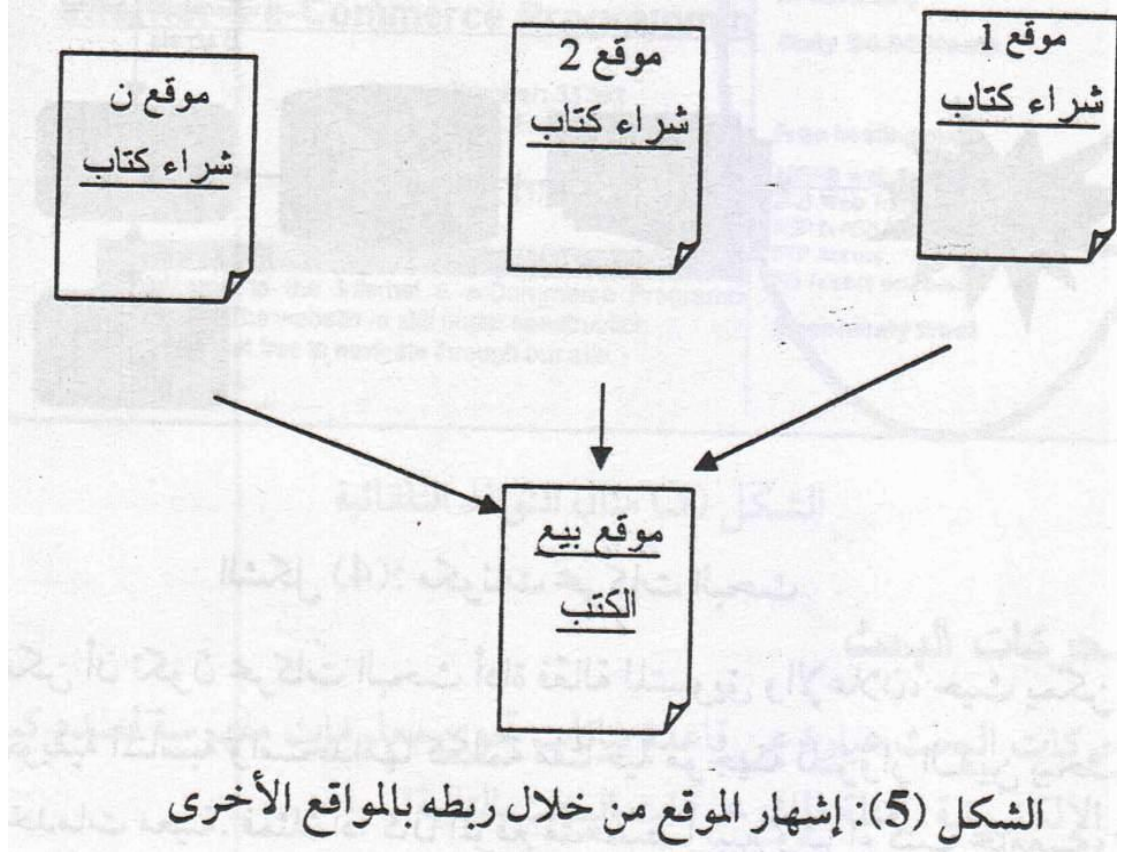 موقع 1
شراء كتاب
موقع 2
شراء كتاب
موقع ن
شراء كتاب
موقع بيع
الكتب
الشكل (5): إشهار الموقع من خلال ربطه بالمواقع الأخرى